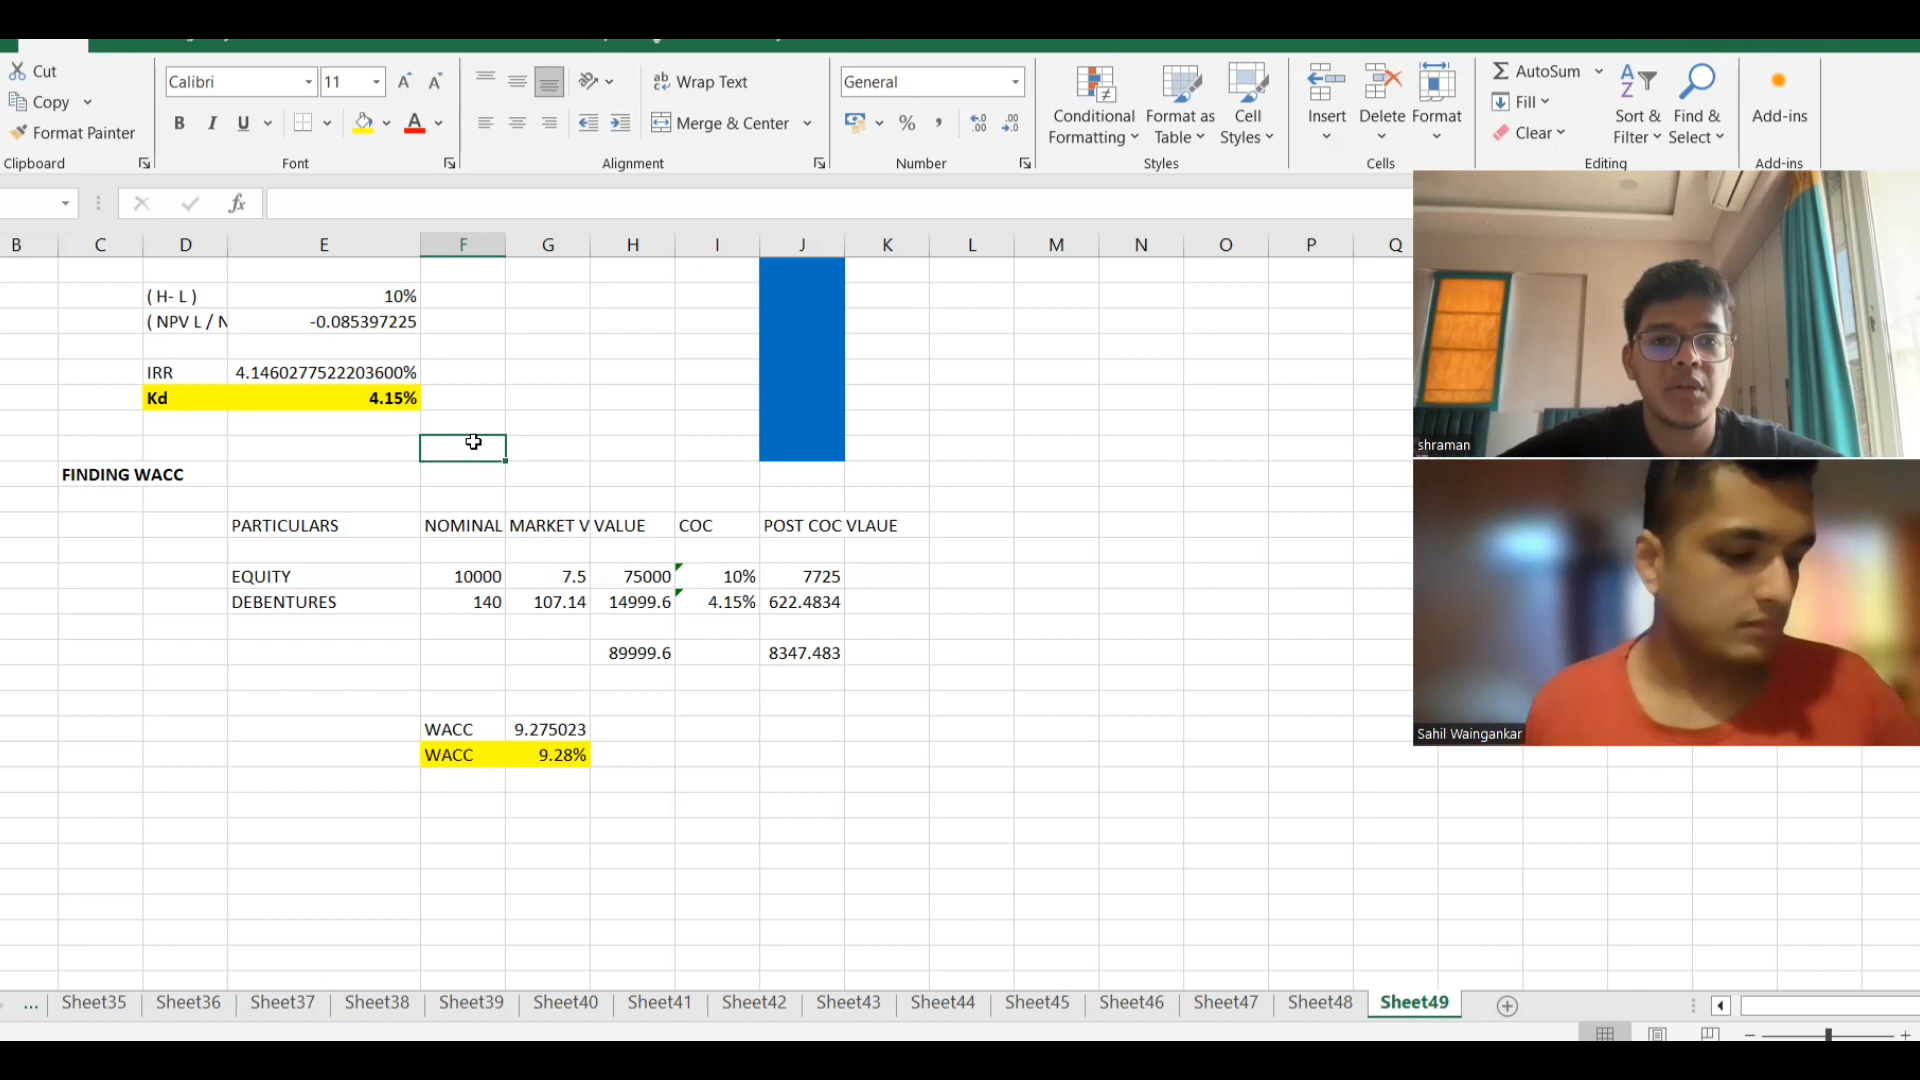 Cut
Copy
Format Painter
Clipboard
Calibri
11
B I U
Font
Wrap Text
Merge & Center
Alignment
General
Number
Conditional Formatting
Format as Table
Cell Styles
Styles
Insert
Delete
Format
Cells
AutoSum
Fill
Clear
Sort & Filter
Find & Select
Editing
Add-ins
Add-ins
fx
B C D E F G H I J K L M N O P Q
( H- L ) 10%
( NPV L / N -0.085397225
IRR 4.1460277522203600%
Kd 4.15%
FINDING WACC
PARTICULARS NOMINAL MARKET V VALUE COC POST COC VLAUE
EQUITY 10000 7.5 75000 10% 7725
DEBENTURES 140 107.14 14999.6 4.15% 622.4834
89999.6 8347.483
WACC 9.275023
WACC 9.28%
shraman
Sahil Waingankar
... Sheet35 Sheet36 Sheet37 Sheet38 Sheet39 Sheet40 Sheet41 Sheet42 Sheet43 Sheet44 Sheet45 Sheet46 Sheet47 Sheet48 Sheet49